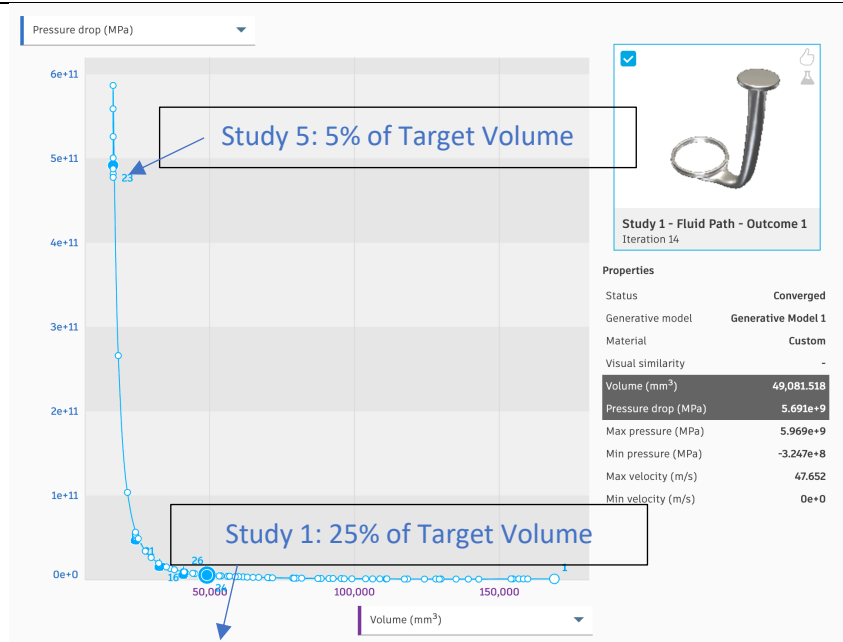 Pressure drop (MPa)
6e+11
Study 5: 5% of Target Volume
5e+11
23
4e+11
3e+11
2e+11
1e+11
Study 1: 25% of Target Volume
21
26
1
0e+0
16
24
50,000
100,000
150,000
Volume (mm³)
Study 1 - Fluid Path - Outcome 1
Iteration 14
Properties
Status Converged
Generative model Generative Model 1
Material Custom
Visual similarity -
Volume (mm³) 49,081.518
Pressure drop (MPa) 5.691e+9
Max pressure (MPa) 5.969e+9
Min pressure (MPa) -3.247e+8
Max velocity (m/s) 47.652
Min velocity (m/s) 0e+0